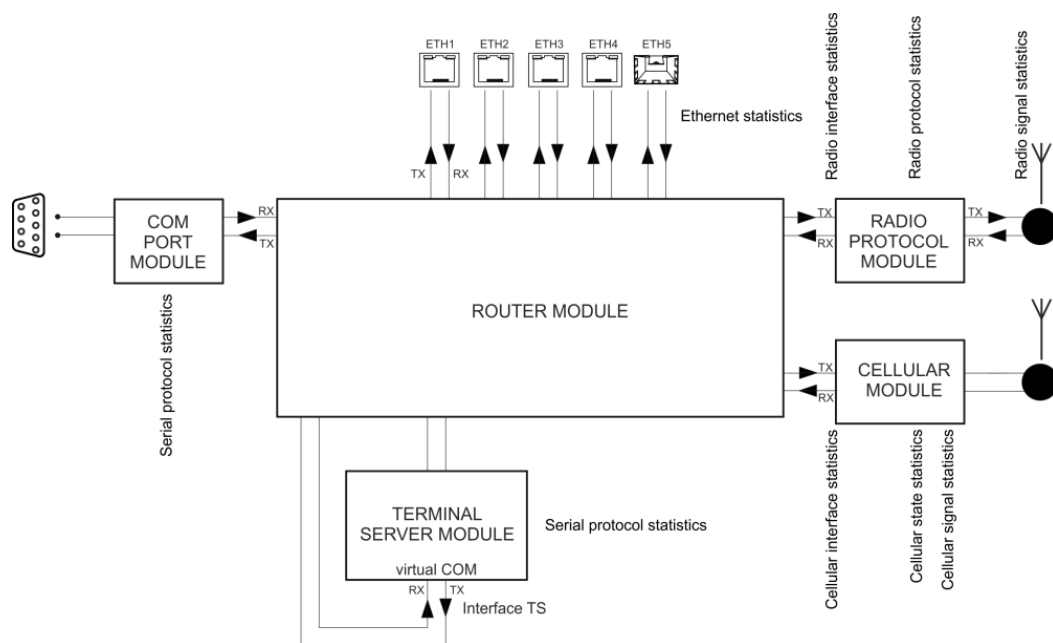 ETH1
ETH2
ETH3
ETH4
ETH5
Ethernet statistics
Radio interface statistics
Radio protocol statistics
Radio signal statistics
TX
RX
COM
PORT
MODULE
RX
TX
Serial protocol statistics
ROUTER MODULE
TX
RX
RADIO
PROTOCOL
MODULE
TX
RX
TX
RX
CELLULAR
MODULE
Cellular interface statistics
Cellular state statistics
Cellular signal statistics
TERMINAL
SERVER MODULE
virtual COM
Serial protocol statistics
RX
TX
Interface TS